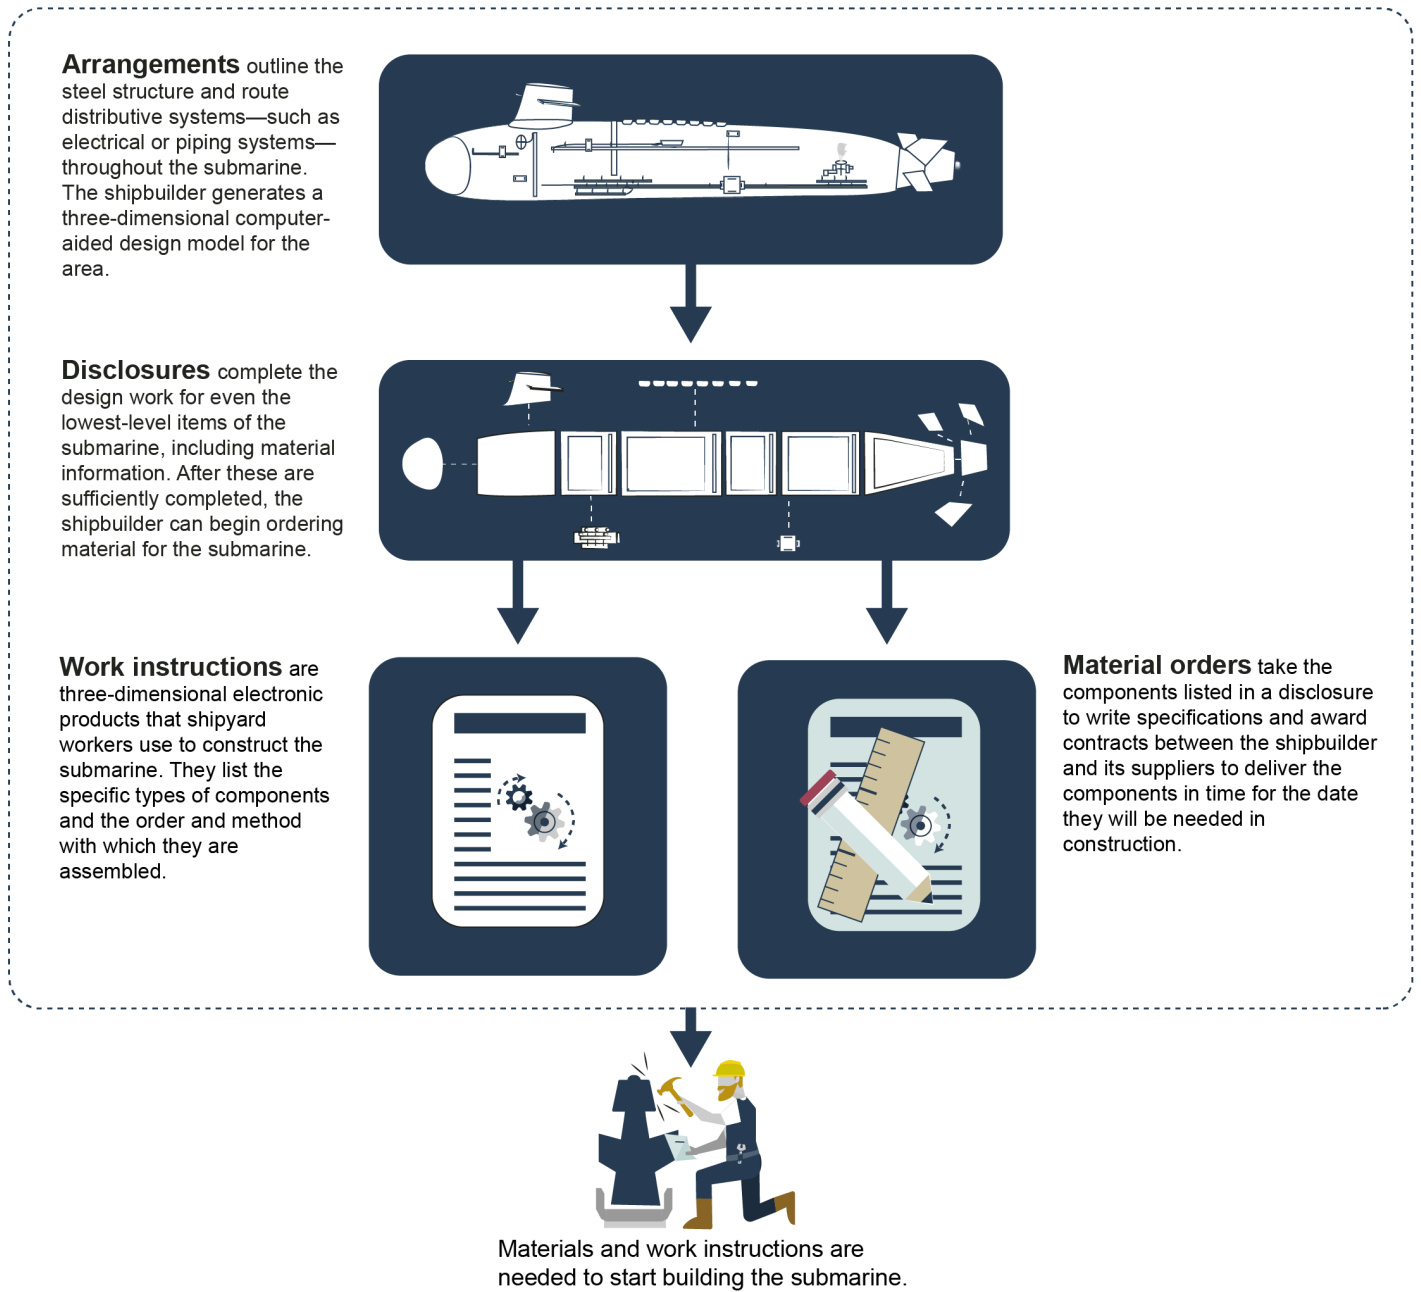 Arrangements outline the
steel structure and route
distributive systems—such as
electrical or piping systems—
throughout the submarine.
The shipbuilder generates a
three-dimensional computer-
aided design model for the
area.
Disclosures complete the
design work for even the
lowest-level items of the
submarine, including material
information. After these are
sufficiently completed, the
shipbuilder can begin ordering
material for the submarine.
Work instructions are
three-dimensional electronic
products that shipyard
workers use to construct the
submarine. They list the
specific types of components
and the order and method
with which they are
assembled.
Material orders take the
components listed in a disclosure
to write specifications and award
contracts between the shipbuilder
and its suppliers to deliver the
components in time for the date
they will be needed in
construction.
Materials and work instructions are
needed to start building the submarine.